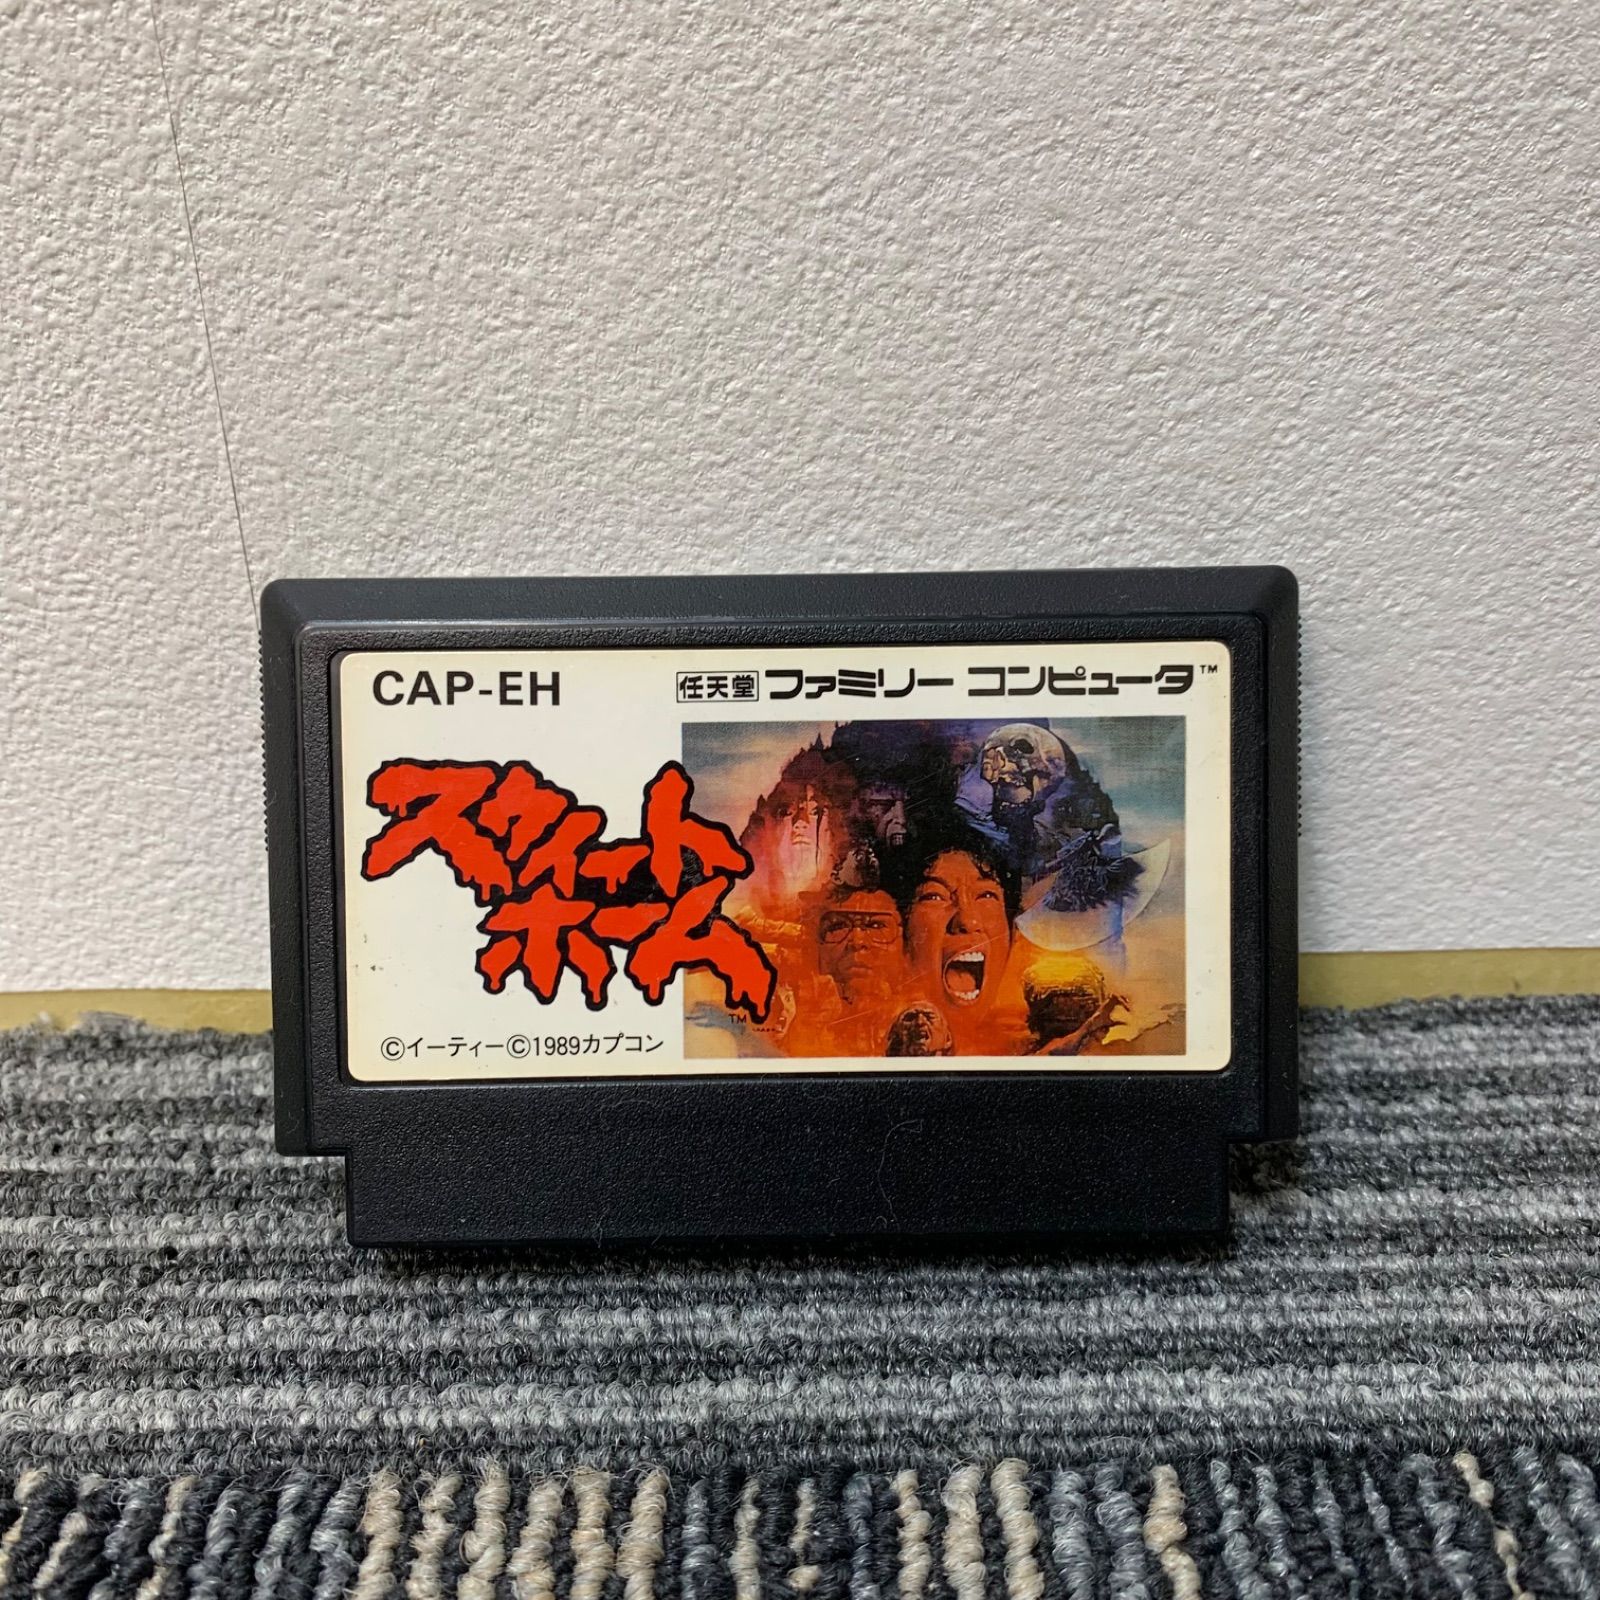 CAP-EH
任天堂 ファミリー コンピュータ™
スウィート
ホーム
TM
©イーティー©1989カプコン